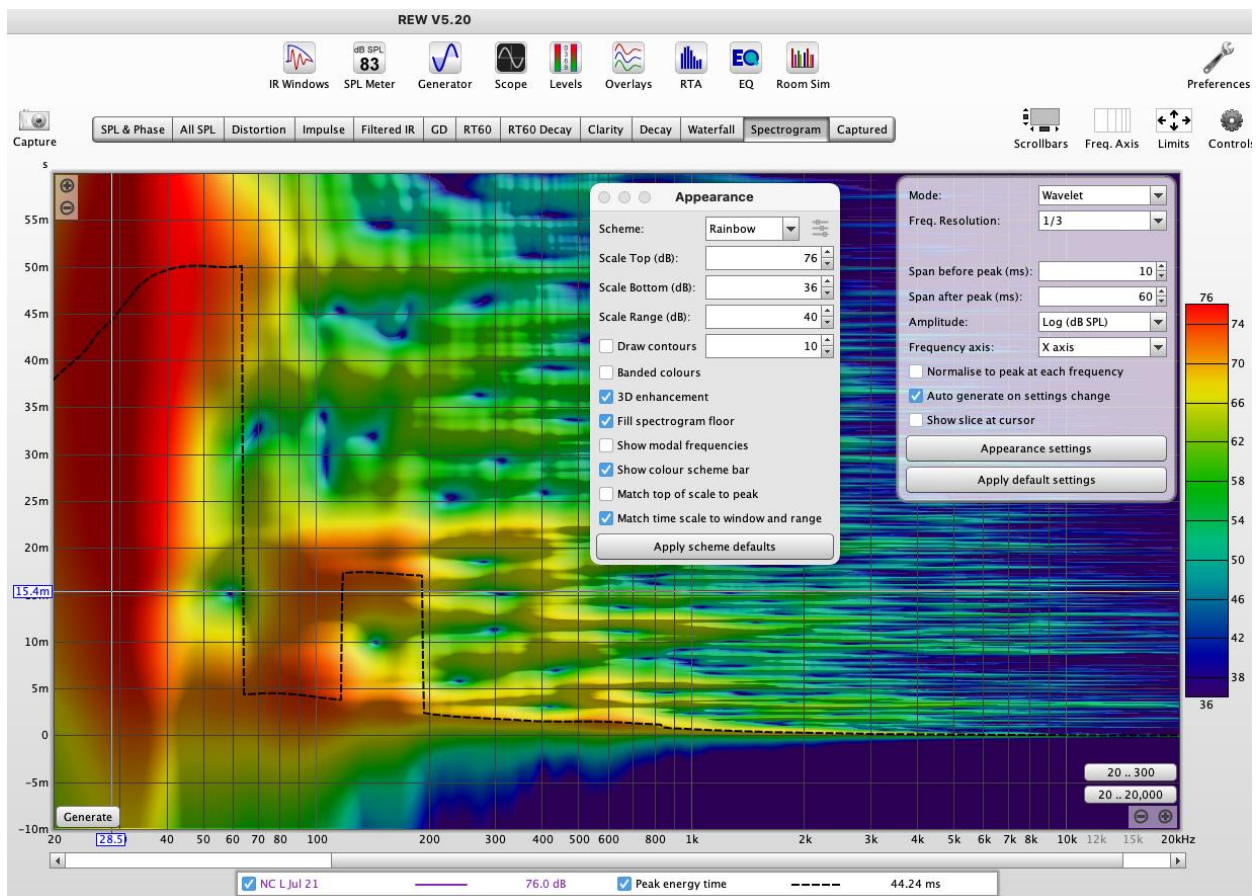 REW V5.20
dB SPL
83
IR Windows SPL Meter Generator Scope Levels Overlays RTA EQ Room Sim Preferences
Capture
SPL & Phase All SPL Distortion Impulse Filtered IR GD RT60 RT60 Decay Clarity Decay Waterfall Spectrogram Captured
Scrollbars Freq. Axis Limits Controls
s
55m
50m
45m
40m
35m
30m
25m
20m
15.4m
10m
5m
0
-5m
-10m
Appearance
Scheme: Rainbow
Scale Top (dB): 76
Scale Bottom (dB): 36
Scale Range (dB): 40
Draw contours 10
Banded colours
3D enhancement
Fill spectrogram floor
Show modal frequencies
Show colour scheme bar
Match top of scale to peak
Match time scale to window and range
Apply scheme defaults
Mode: Wavelet
Freq. Resolution: 1/3
Span before peak (ms): 10
Span after peak (ms): 60
Amplitude: Log (dB SPL)
Frequency axis: X axis
Normalise to peak at each frequency
Auto generate on settings change
Show slice at cursor
Appearance settings
Apply default settings
76
74
70
66
62
58
54
50
46
42
38
36
20 .. 300
20 .. 20,000
Generate
20 28.5 40 50 60 70 80 100 200 300 400 500 600 800 1k 2k 3k 4k 5k 6k 7k 8k 10k 12k 15k 20kHz
NC L Jul 21 76.0 dB Peak energy time 44.24 ms